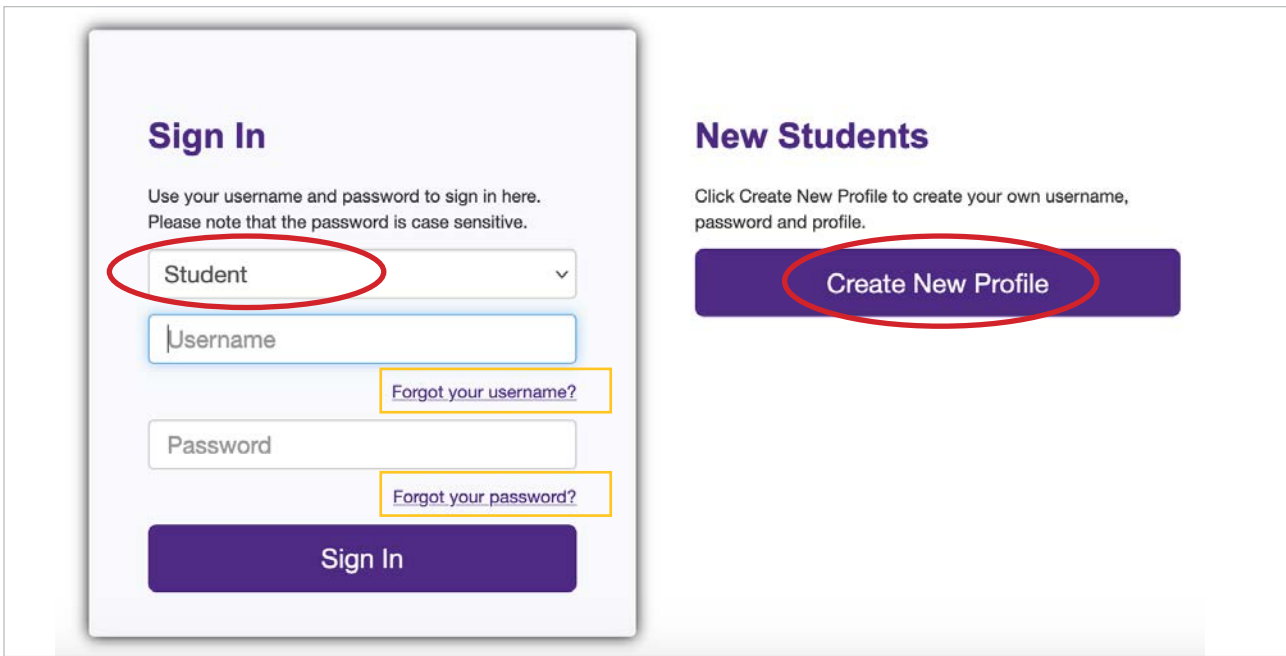 Sign In
Use your username and password to sign in here.
Please note that the password is case sensitive.
Student
Username
Forgot your username?
Password
Forgot your password?
Sign In
New Students
Click Create New Profile to create your own username,
password and profile.
Create New Profile